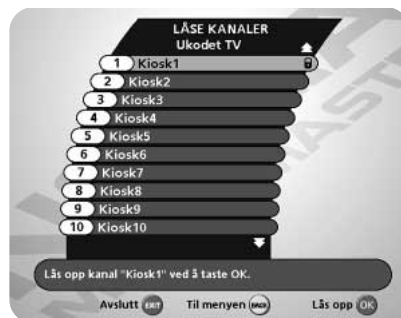 LÅSE KANALER
Ukodet TV
1 Kiosk1
2 Kiosk2
3 Kiosk3
4 Kiosk4
5 Kiosk5
6 Kiosk6
7 Kiosk7
8 Kiosk8
9 Kiosk9
10 Kiosk10
Lås opp kanal "Kiosk1" ved å taste OK.
Avslutt EXIT Til menyen BACK Lås opp OK